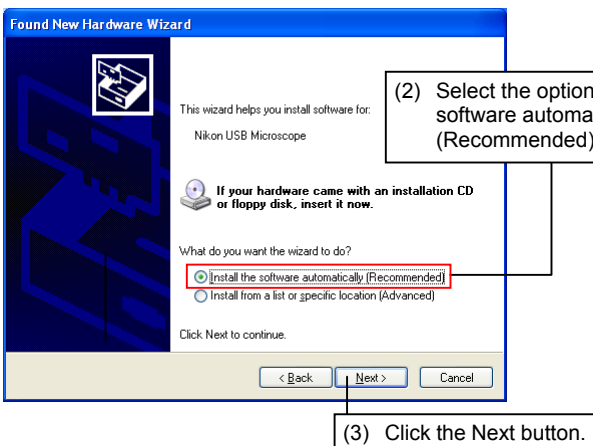 Found New Hardware Wizard
This wizard helps you install software for:
Nikon USB Microscope
If your hardware came with an installation CD
or floppy disk, insert it now.
What do you want the wizard to do?
Install the software automatically (Recommended)
Install from a list or specific location (Advanced)
Click Next to continue.
< Back
Next >
Cancel
(2) Select the option
software automa
(Recommended)
(3) Click the Next button.